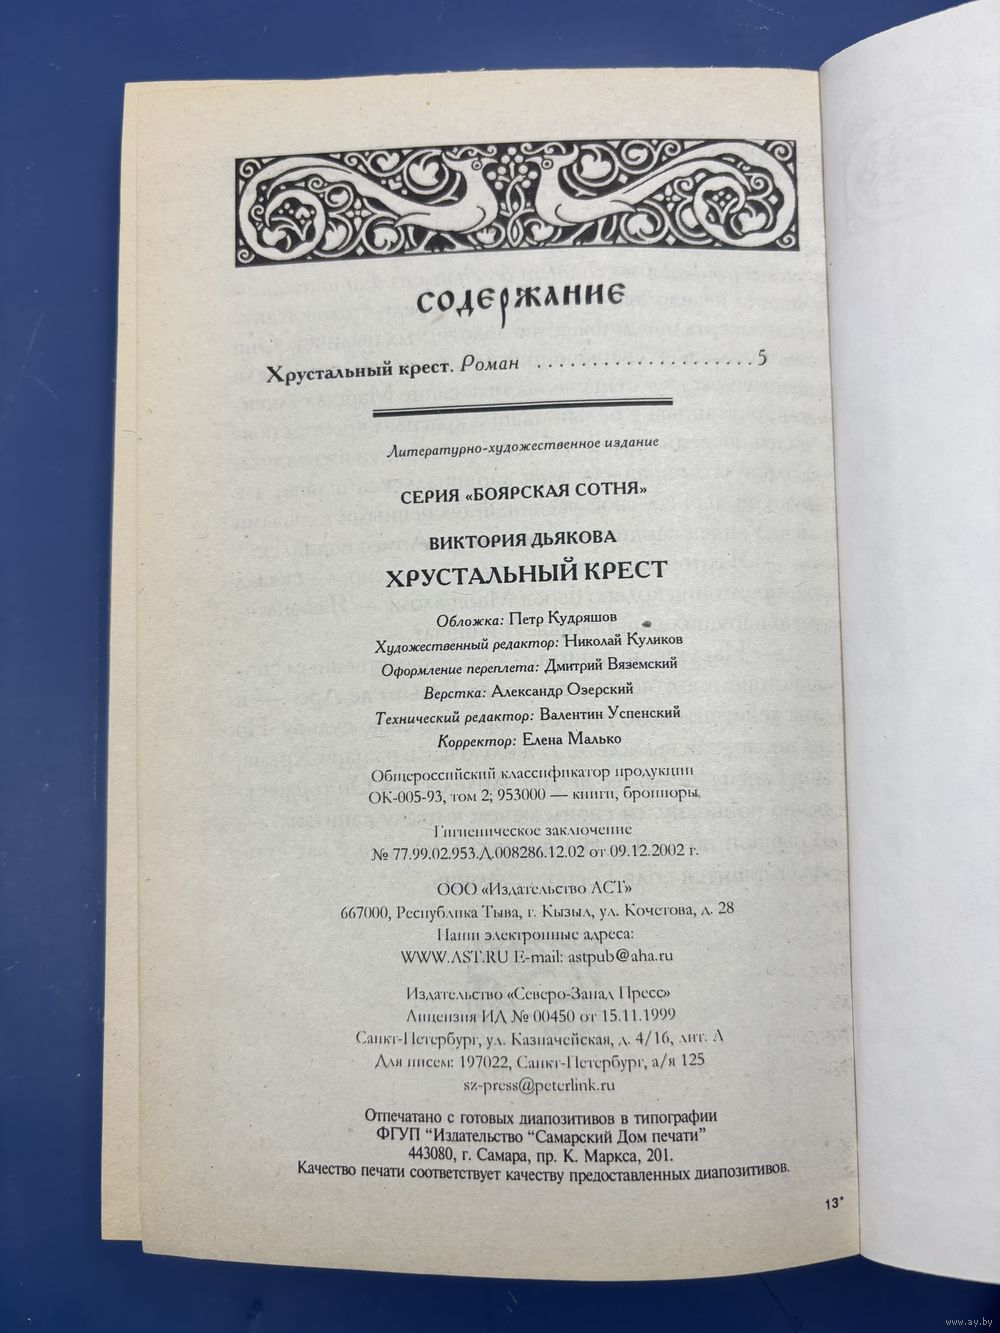 СОДЕРЖАНИЕ
Хрустальный крест. Роман . . . . . . . . . . . . . . . . . . . . 5
Литературно-художественное издание
СЕРИЯ «БОЯРСКАЯ СОТНЯ»
ВИКТОРИЯ ДЬЯКОВА
ХРУСТАЛЬНЫЙ КРЕСТ
Обложка: Петр Кудряшов
Художественный редактор: Николай Куликов
Оформление переплета: Дмитрий Вяземский
Верстка: Александр Озерский
Технический редактор: Валентин Успенский
Корректор: Елена Малько
Общероссийский классификатор продукции
ОК-005-93, том 2; 953000 — книги, брошюры
Гигиеническое заключение
№ 77.99.02.953.Д.008286.12.02 от 09.12.2002 г.
ООО «Издательство АСТ»
667000, Республика Тыва, г. Кызыл, ул. Кочетова, д. 28
Наши электронные адреса:
WWW.AST.RU E-mail: astpub@aha.ru
Издательство «Северо-Запад Пресс»
Лицензия ИД № 00450 от 15.11.1999
Санкт-Петербург, ул. Казначейская, д. 4/16, лит. А
Для писем: 197022, Санкт-Петербург, а/я 125
sz-press@peterlink.ru
Отпечатано с готовых диапозитивов в типографии
ФГУП "Издательство "Самарский Дом печати"
443080, г. Самара, пр. К. Маркса, 201.
Качество печати соответствует качеству предоставленных диапозитивов.
13*
www.ay.by